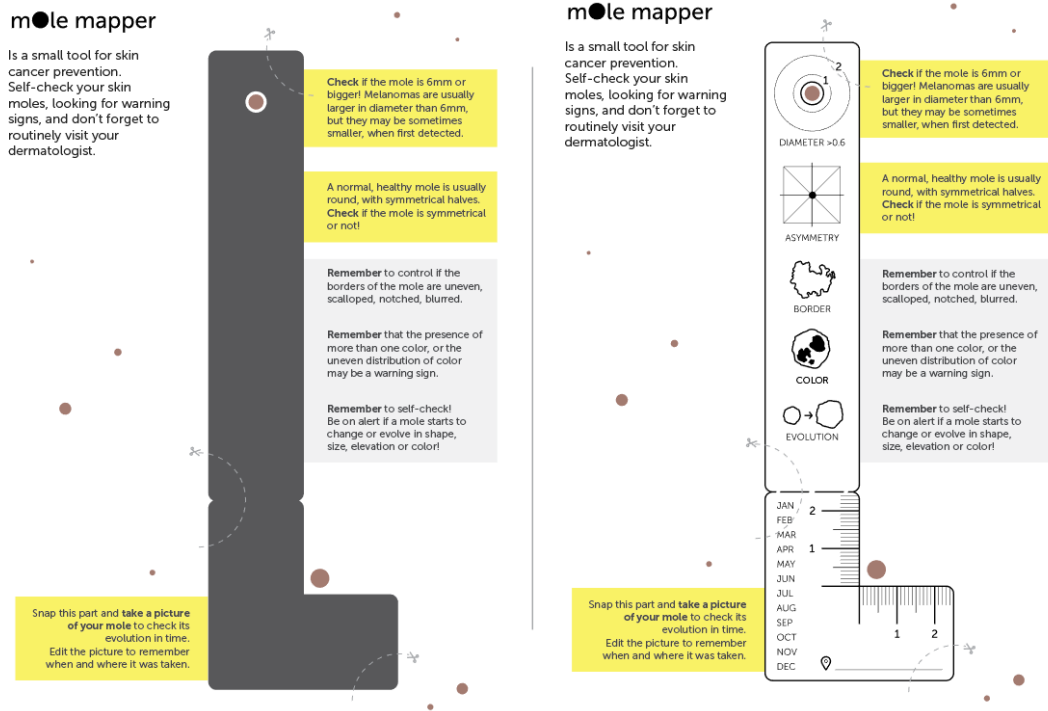 mole mapper
Is a small tool for skin
cancer prevention.
Self-check your skin
moles, looking for warning
signs, and don't forget to
routinely visit your
dermatologist.
Check if the mole is 6mm or
bigger! Melanomas are usually
larger in diameter than 6mm,
but they may be sometimes
smaller, when first detected.
A normal, healthy mole is usually
round, with symmetrical halves.
Check if the mole is symmetrical
or not!
Remember to control if the
borders of the mole are uneven,
scalloped, notched, blurred.
Remember that the presence of
more than one color, or the
uneven distribution of color
may be a warning sign.
Remember to self-check!
Be on alert if a mole starts to
change or evolve in shape,
size, elevation or color!
Snap this part and take a picture
of your mole to check its
evolution in time.
Edit the picture to remember
when and where it was taken.
mole mapper
Is a small tool for skin
cancer prevention.
Self-check your skin
moles, looking for warning
signs, and don't forget to
routinely visit your
dermatologist.
2
1
DIAMETER >0.6
ASYMMETRY
BORDER
COLOR
EVOLUTION
Check if the mole is 6mm or
bigger! Melanomas are usually
larger in diameter than 6mm,
but they may be sometimes
smaller, when first detected.
A normal, healthy mole is usually
round, with symmetrical halves.
Check if the mole is symmetrical
or not!
Remember to control if the
borders of the mole are uneven,
scalloped, notched, blurred.
Remember that the presence of
more than one color, or the
uneven distribution of color
may be a warning sign.
Remember to self-check!
Be on alert if a mole starts to
change or evolve in shape,
size, elevation or color!
JAN
FEB
MAR
APR
MAY
JUN
JUL
AUG
SEP
OCT
NOV
DEC
2
1
1 2
Snap this part and take a picture
of your mole to check its
evolution in time.
Edit the picture to remember
when and where it was taken.